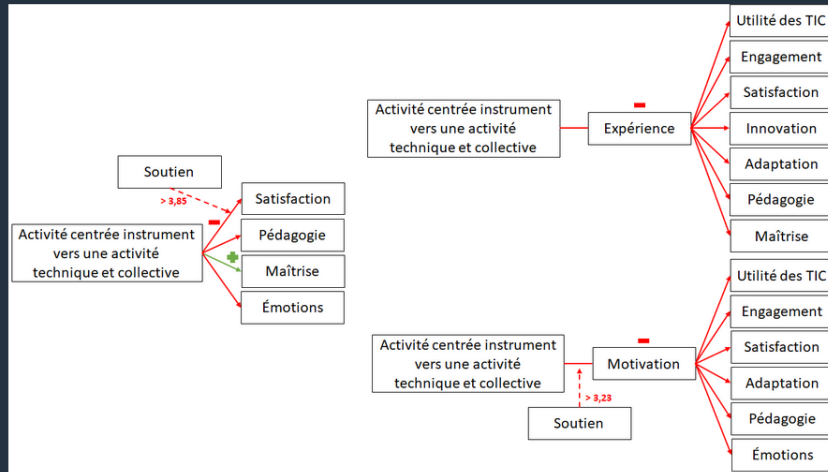 Soutien
> 3,85
Activité centrée instrument
vers une activité
technique et collective
Satisfaction
Pédagogie
Maîtrise
Émotions
Activité centrée instrument
vers une activité
technique et collective
Expérience
Utilité des TIC
Engagement
Satisfaction
Innovation
Adaptation
Pédagogie
Maîtrise
Activité centrée instrument
vers une activité
technique et collective
Motivation
> 3,23
Soutien
Utilité des TIC
Engagement
Satisfaction
Adaptation
Pédagogie
Émotions